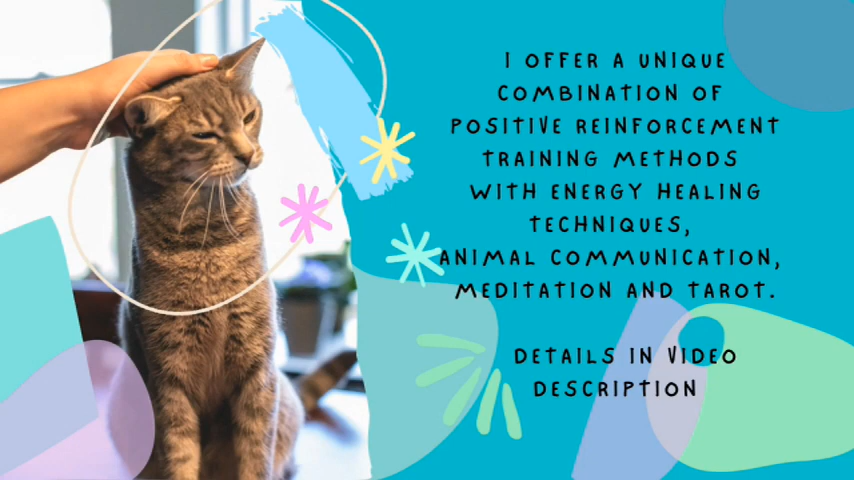 I OFFER A UNIQUE
COMBINATION OF
POSITIVE REINFORCEMENT
TRAINING METHODS
WITH ENERGY HEALING
TECHNIQUES,
ANIMAL COMMUNICATION,
MEDITATION AND TAROT.
DETAILS IN VIDEO
DESCRIPTION